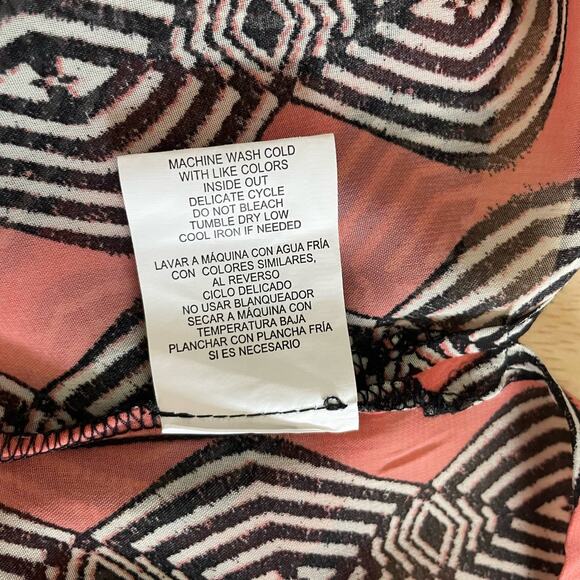 MACHINE WASH COLD
WITH LIKE COLORS
INSIDE OUT
DELICATE CYCLE
DO NOT BLEACH
TUMBLE DRY LOW
COOL IRON IF NEEDED
LAVAR A MÁQUINA CON AGUA FRÍA
CON COLORES SIMILARES,
AL REVERSO
CICLO DELICADO
NO USAR BLANQUEADOR
SECAR A MÁQUINA CON
TEMPERATURA BAJA
PLANCHAR CON PLANCHA FRÍA
SI ES NECESARIO